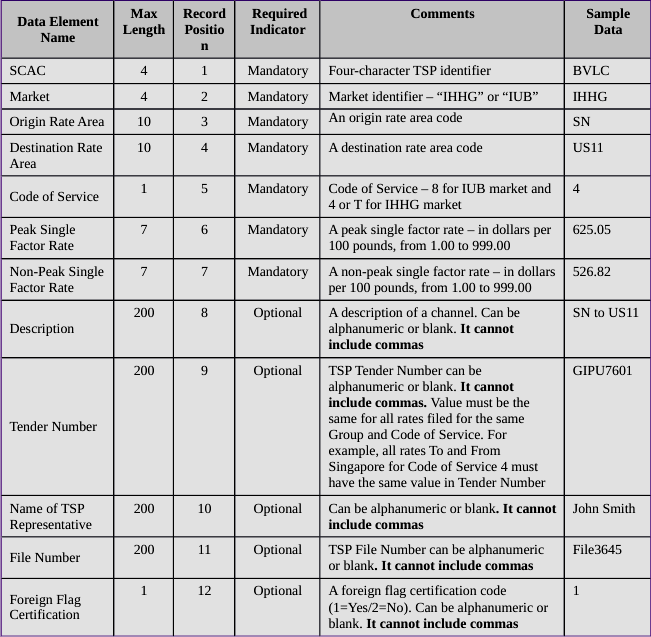 Data Element Name | Max Length | Record Positio n | Required Indicator | Comments | Sample Data
SCAC | 4 | 1 | Mandatory | Four-character TSP identifier | BVLC
Market | 4 | 2 | Mandatory | Market identifier – “IHHG” or “IUB” | IHHG
Origin Rate Area | 10 | 3 | Mandatory | An origin rate area code | SN
Destination Rate Area | 10 | 4 | Mandatory | A destination rate area code | US11
Code of Service | 1 | 5 | Mandatory | Code of Service – 8 for IUB market and 4 or T for IHHG market | 4
Peak Single Factor Rate | 7 | 6 | Mandatory | A peak single factor rate – in dollars per 100 pounds, from 1.00 to 999.00 | 625.05
Non-Peak Single Factor Rate | 7 | 7 | Mandatory | A non-peak single factor rate – in dollars per 100 pounds, from 1.00 to 999.00 | 526.82
Description | 200 | 8 | Optional | A description of a channel. Can be alphanumeric or blank. It cannot include commas | SN to US11
Tender Number | 200 | 9 | Optional | TSP Tender Number can be alphanumeric or blank. It cannot include commas. Value must be the same for all rates filed for the same Group and Code of Service. For example, all rates To and From Singapore for Code of Service 4 must have the same value in Tender Number | GIPU7601
Name of TSP Representative | 200 | 10 | Optional | Can be alphanumeric or blank. It cannot include commas | John Smith
File Number | 200 | 11 | Optional | TSP File Number can be alphanumeric or blank. It cannot include commas | File3645
Foreign Flag Certification | 1 | 12 | Optional | A foreign flag certification code (1=Yes/2=No). Can be alphanumeric or blank. It cannot include commas | 1